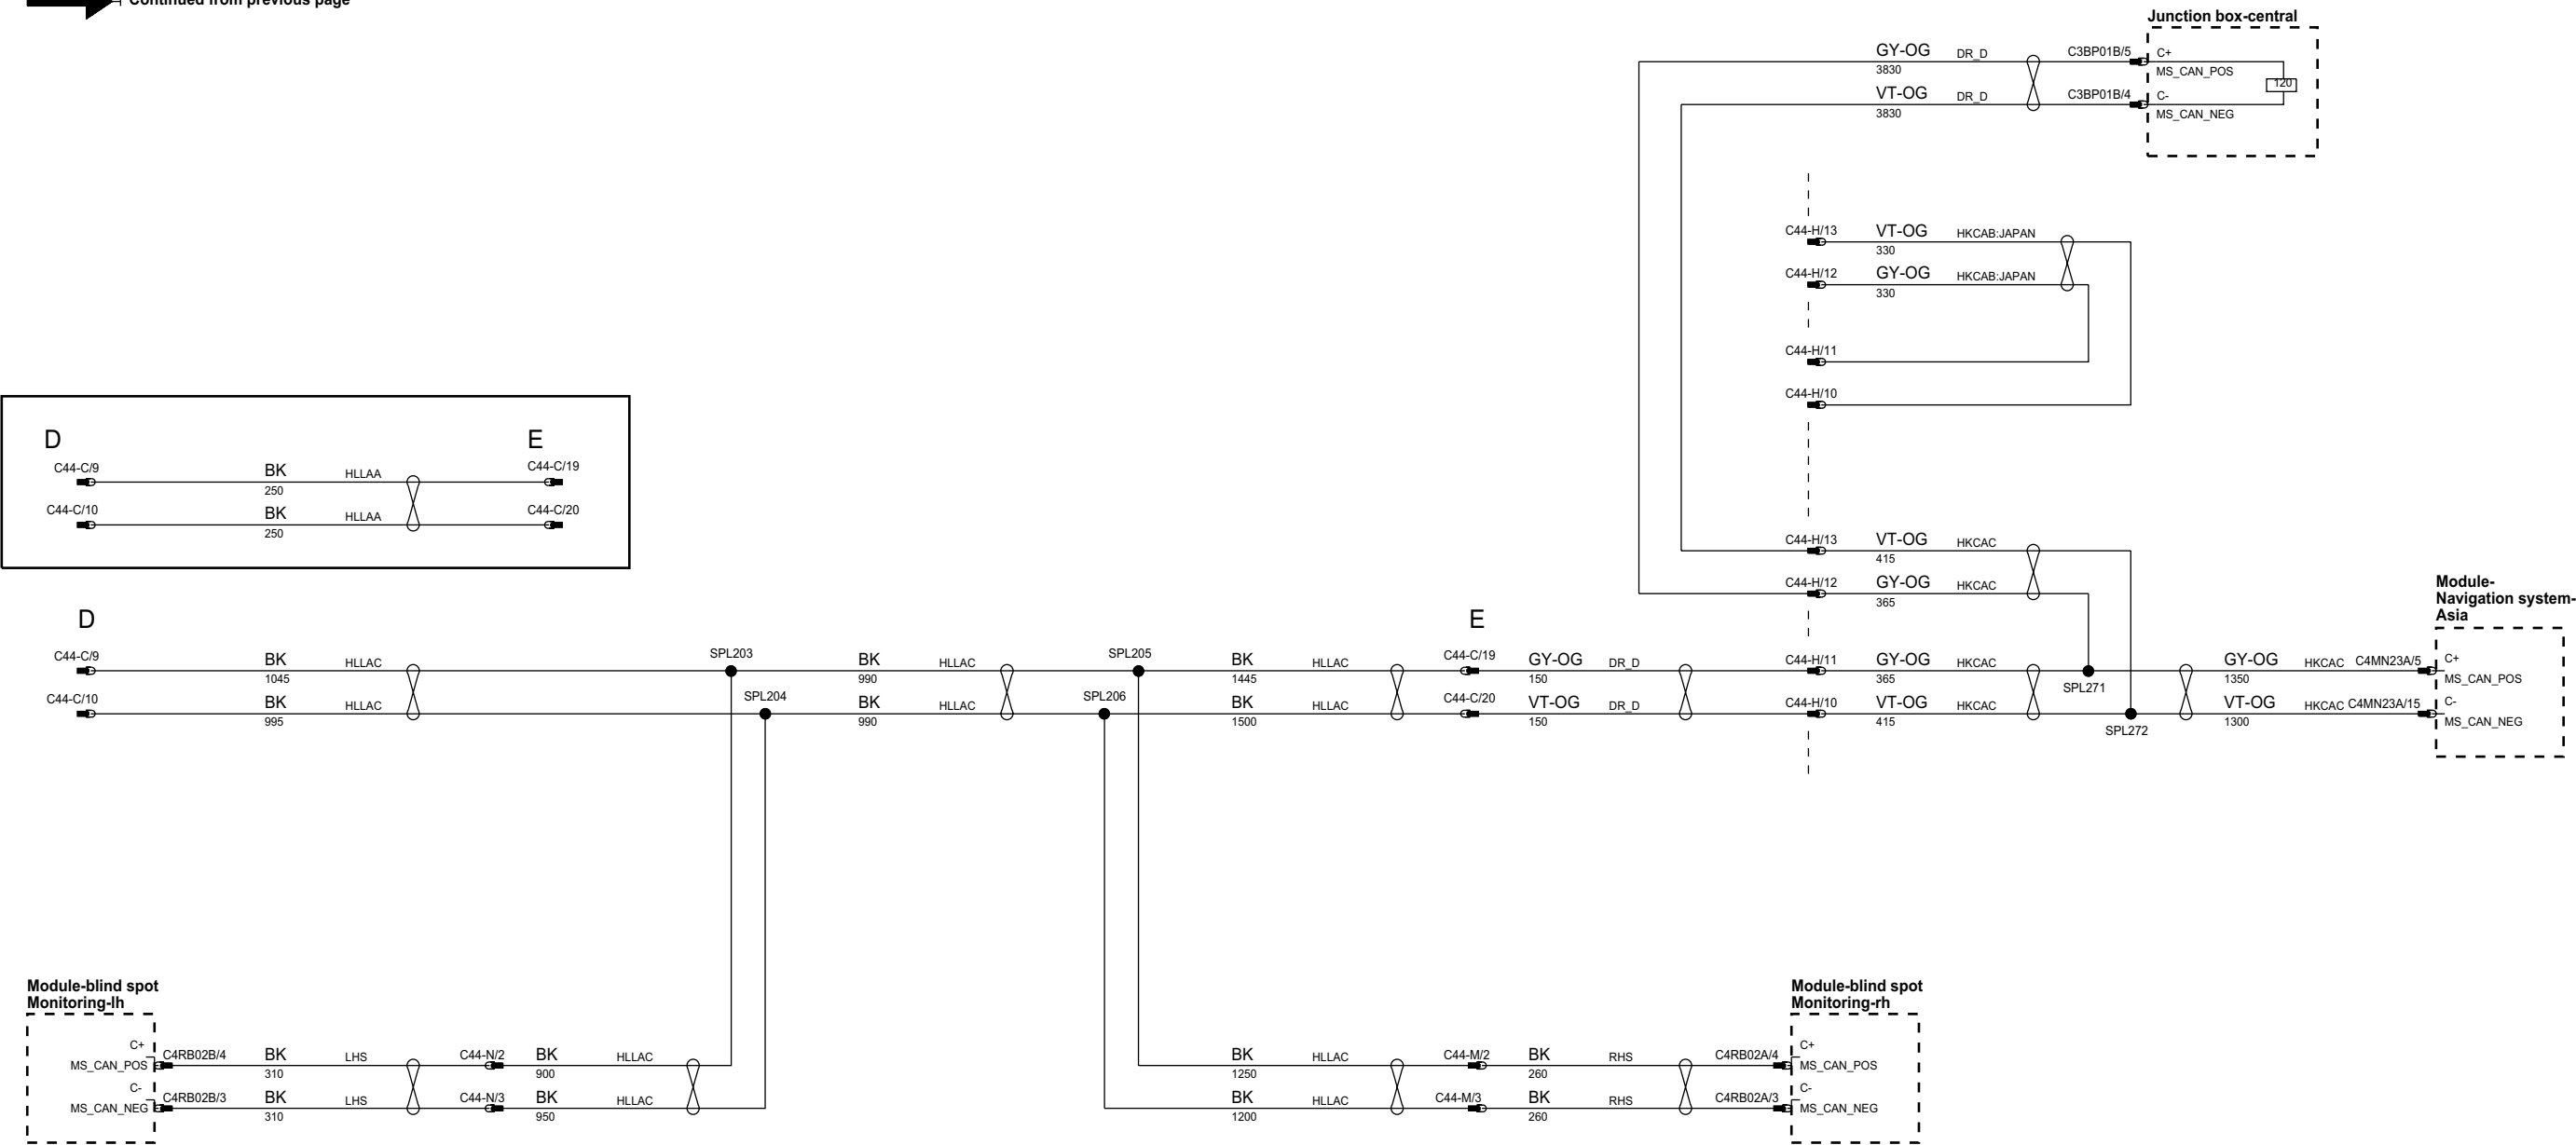 Continued from previous page
Junction box-central
GY-OG DR_D C3BP01B/5 C+
3830 MS_CAN_POS
120
VT-OG DR_D C3BP01B/4 C-
3830 MS_CAN_NEG
C44-H/13 VT-OG HKCAB:JAPAN
330
C44-H/12 GY-OG HKCAB:JAPAN
330
C44-H/11
C44-H/10
D E
C44-C/9 BK HLLAA C44-C/19
250
C44-C/10 BK HLLAA C44-C/20
250
C44-H/13 VT-OG HKCAC
415
C44-H/12 GY-OG HKCAC
365
Module-
Navigation system-
Asia
D E
C44-C/9 BK HLLAC SPL203 BK HLLAC SPL205 BK HLLAC C44-C/19 GY-OG DR_D C44-H/11 GY-OG HKCAC GY-OG HKCAC C4MN23A/5 C+
1045 990 1445 150 365 SPL271 1350 MS_CAN_POS
C44-C/10 BK HLLAC SPL204 BK HLLAC SPL206 BK HLLAC C44-C/20 VT-OG DR_D C44-H/10 VT-OG HKCAC VT-OG HKCAC C4MN23A/15 C-
995 990 1500 150 415 SPL272 1300 MS_CAN_NEG
Module-blind spot
Monitoring-lh
C+
MS_CAN_POS C4RB02B/4 BK LHS C44-N/2 BK HLLAC
310 900
C-
MS_CAN_NEG C4RB02B/3 BK LHS C44-N/3 BK HLLAC
310 950
Module-blind spot
Monitoring-rh
BK HLLAC C44-M/2 BK RHS C4RB02A/4 C+
1250 260 MS_CAN_POS
BK HLLAC C44-M/3 BK RHS C4RB02A/3 C-
1200 260 MS_CAN_NEG